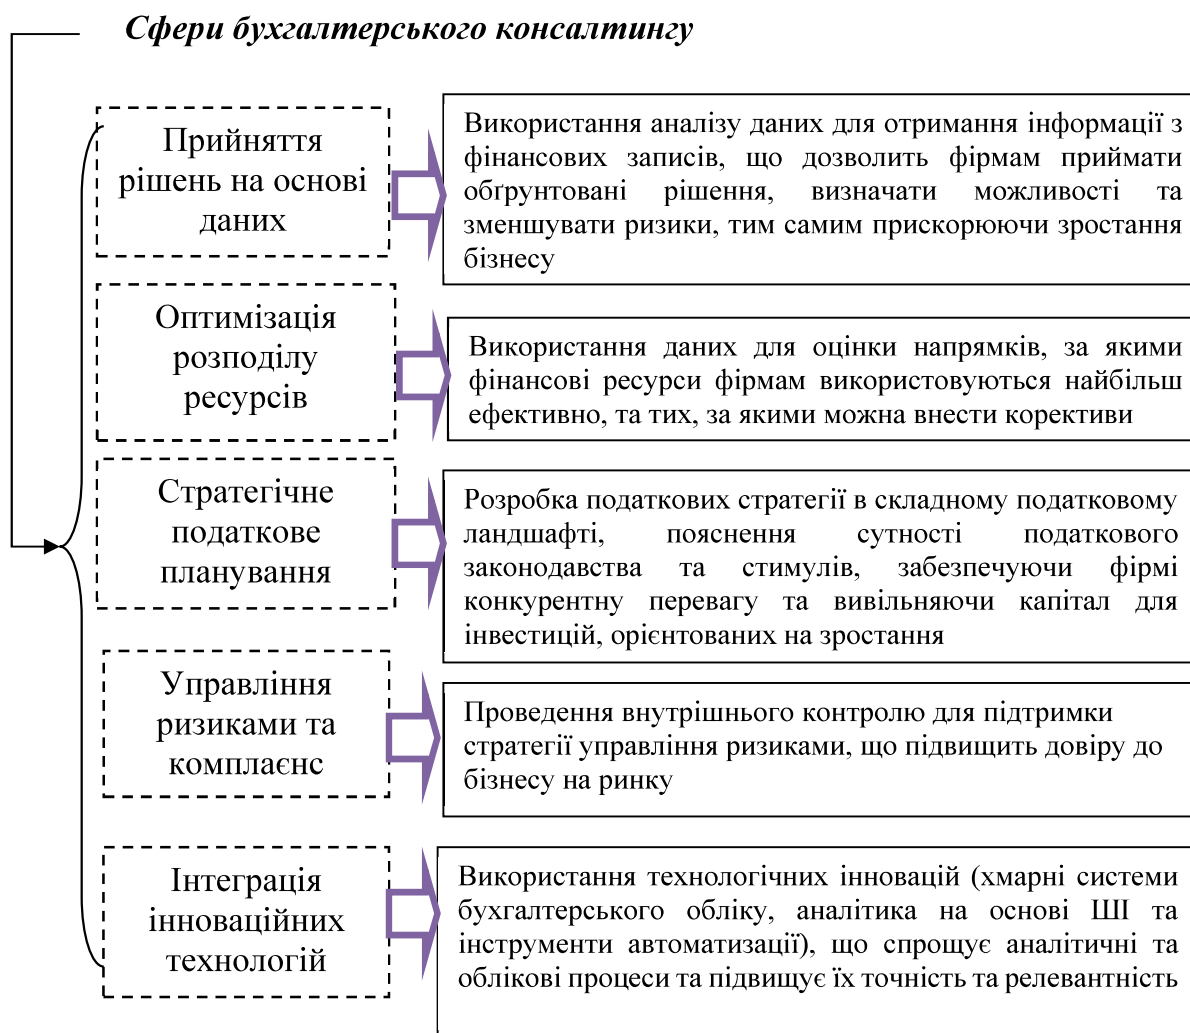 Сфери бухгалтерського консалтингу
Прийняття
рішень на основі
даних
Використання аналізу даних для отримання інформації з
фінансових записів, що дозволить фірмам приймати
обґрунтовані рішення, визначати можливості та
зменшувати ризики, тим самим прискорюючи зростання
бізнесу
Оптимізація
розподілу
ресурсів
Використання даних для оцінки напрямків, за якими
фінансові ресурси фірмам використовуються найбільш
ефективно, та тих, за якими можна внести корективи
Стратегічне
податкове
планування
Розробка податкових стратегії в складному податковому
ландшафті, пояснення сутності податкового
законодавства та стимулів, забезпечуючи фірмі
конкурентну перевагу та вивільняючи капітал для
інвестицій, орієнтованих на зростання
Управління
ризиками та
комплаєнс
Проведення внутрішнього контролю для підтримки
стратегії управління ризиками, що підвищить довіру до
бізнесу на ринку
Інтеграція
інноваційних
технологій
Використання технологічних інновацій (хмарні системи
бухгалтерського обліку, аналітика на основі ШІ та
інструменти автоматизації), що спрощує аналітичні та
облікові процеси та підвищує їх точність та релевантність